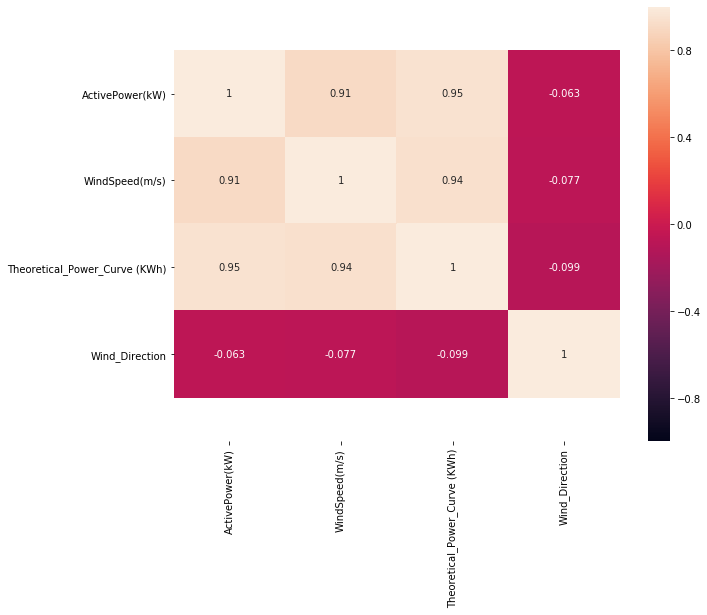 ActivePower(kW)
1
0.91
0.95
-0.063
WindSpeed(m/s)
0.91
1
0.94
-0.077
Theoretical_Power_Curve (KWh)
0.95
0.94
1
-0.099
Wind_Direction
-0.063
-0.077
-0.099
1
ActivePower(kW)
WindSpeed(m/s)
Theoretical_Power_Curve (KWh)
Wind_Direction
0.8
0.4
0.0
−0.4
−0.8